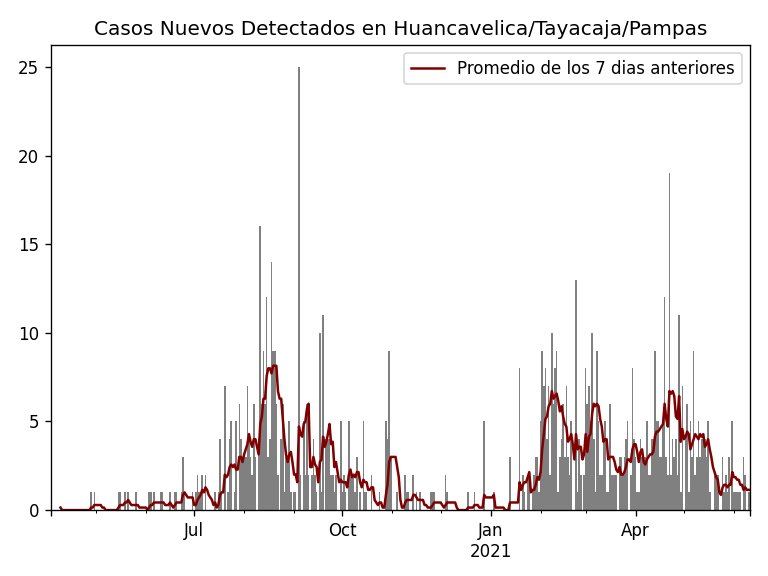 Casos Nuevos Detectados en Huancavelica/Tayacaja/Pampas
Promedio de los 7 dias anteriores
25
20
15
10
5
0
Jul
Oct
Jan
2021
Apr